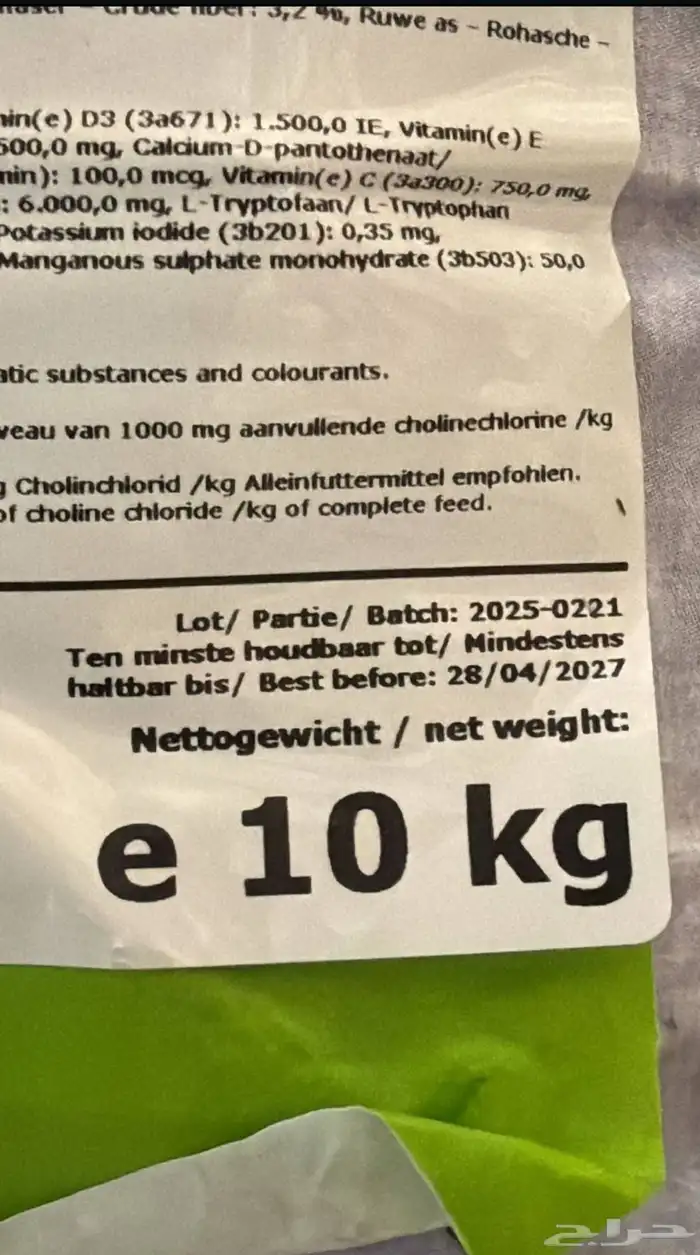 3,2 %, Ruwe as – Rohasche –
min(e) D3 (3a671): 1.500,0 IE, Vitamin(e) E
500,0 mg, Calcium-D-pantothenaat/
min): 100,0 mcg, Vitamin(e) C (3a300): 750,0 mg,
: 6.000,0 mg, L-Tryptofaan/ L-Tryptophan
Potassium iodide (3b201): 0,35 mg,
Manganous sulphate monohydrate (3b503): 50,0
atic substances and colourants.
veau van 1000 mg aanvullende cholinechlorine /kg
g Cholinchlorid /kg Alleinfuttermittel empfohlen.
of choline chloride /kg of complete feed.
Lot/ Partie/ Batch: 2025-0221
Ten minste houdbaar tot/ Mindestens
haltbar bis/ Best before: 28/04/2027
Nettogewicht / net weight:
e 10 kg
حراج